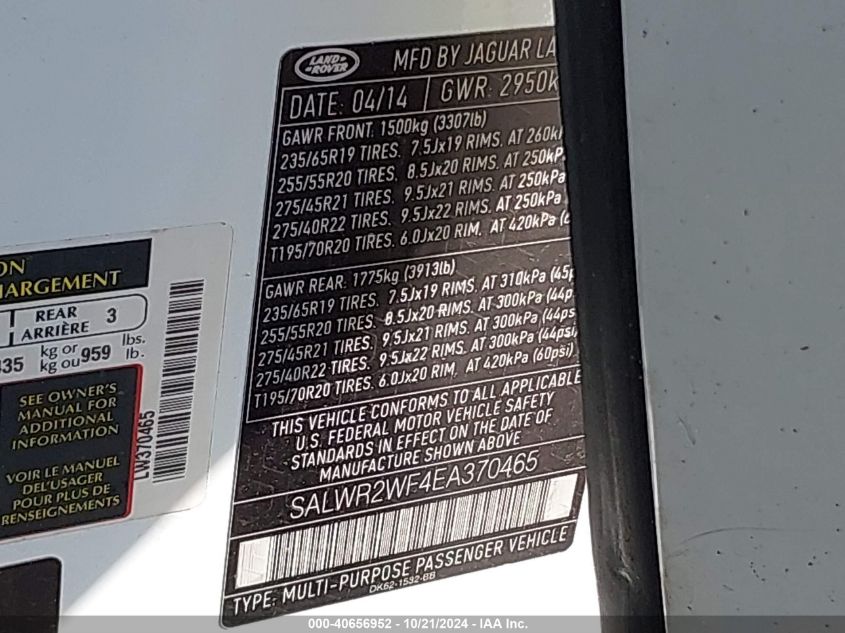 LAND
ROVER
MFD BY JAGUAR LA
DATE: 04/14 GWR: 2950k
GAWR FRONT. 1500kg (3307lb)
235/65R19 TIRES. 7.5Jx19 RIMS. AT 260k
255/55R20 TIRES. 8.5Jx20 RIMS. AT 250kP
275/45R21 TIRES. 9.5Jx21 RIMS. AT 250kPa
275/40R22 TIRES. 9.5Jx22 RIMS. AT 250kPa
T195/70R20 TIRES. 6.0Jx20 RIM. AT 420kPa (6
GAWR REAR: 1775kg (3913lb)
235/65R19 TIRES. 7.5Jx19 RIMS. AT 310kPa (45p
255/55R20 TIRES. 8.5Jx20 RIMS. AT 300kPa (44p
275/45R21 TIRES. 9.5Jx21 RIMS. AT 300kPa (44ps
275/40R22 TIRES. 9.5Jx22 RIMS. AT 300kPa (44psi
T195/70R20 TIRES. 6.0Jx20 RIM. AT 420kPa (60psi)
THIS VEHICLE CONFORMS TO ALL APPLICABLE
U.S. FEDERAL MOTOR VEHICLE SAFETY
STANDARDS IN EFFECT ON THE DATE OF
MANUFACTURE SHOWN ABOVE
SALWR2WF4EA370465
TYPE: MULTI-PURPOSE PASSENGER VEHICLE
DK62-1532-BB
ON
HARGEMENT
REAR
ARRIÈRE 3
435 kg or
kg ou 959 lbs.
lb.
SEE OWNER'S
MANUAL FOR
ADDITIONAL
INFORMATION
VOIR LE MANUEL
DEL'USAGER
POUR PLUS DE
RENSEIGNEMENTS
LW370465
000-40656952 - 10/21/2024 - IAA Inc.